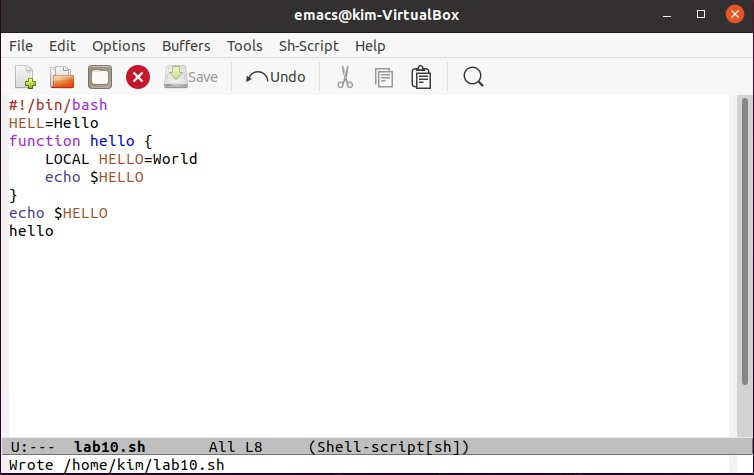 emacs@kim-VirtualBox
File Edit Options Buffers Tools Sh-Script Help
Save Undo
#!/bin/bash
HELL=Hello
function hello {
    LOCAL HELLO=World
    echo $HELLO
}
echo $HELLO
hello
U:--- lab10.sh All L8 (Shell-script[sh])
Wrote /home/kim/lab10.sh